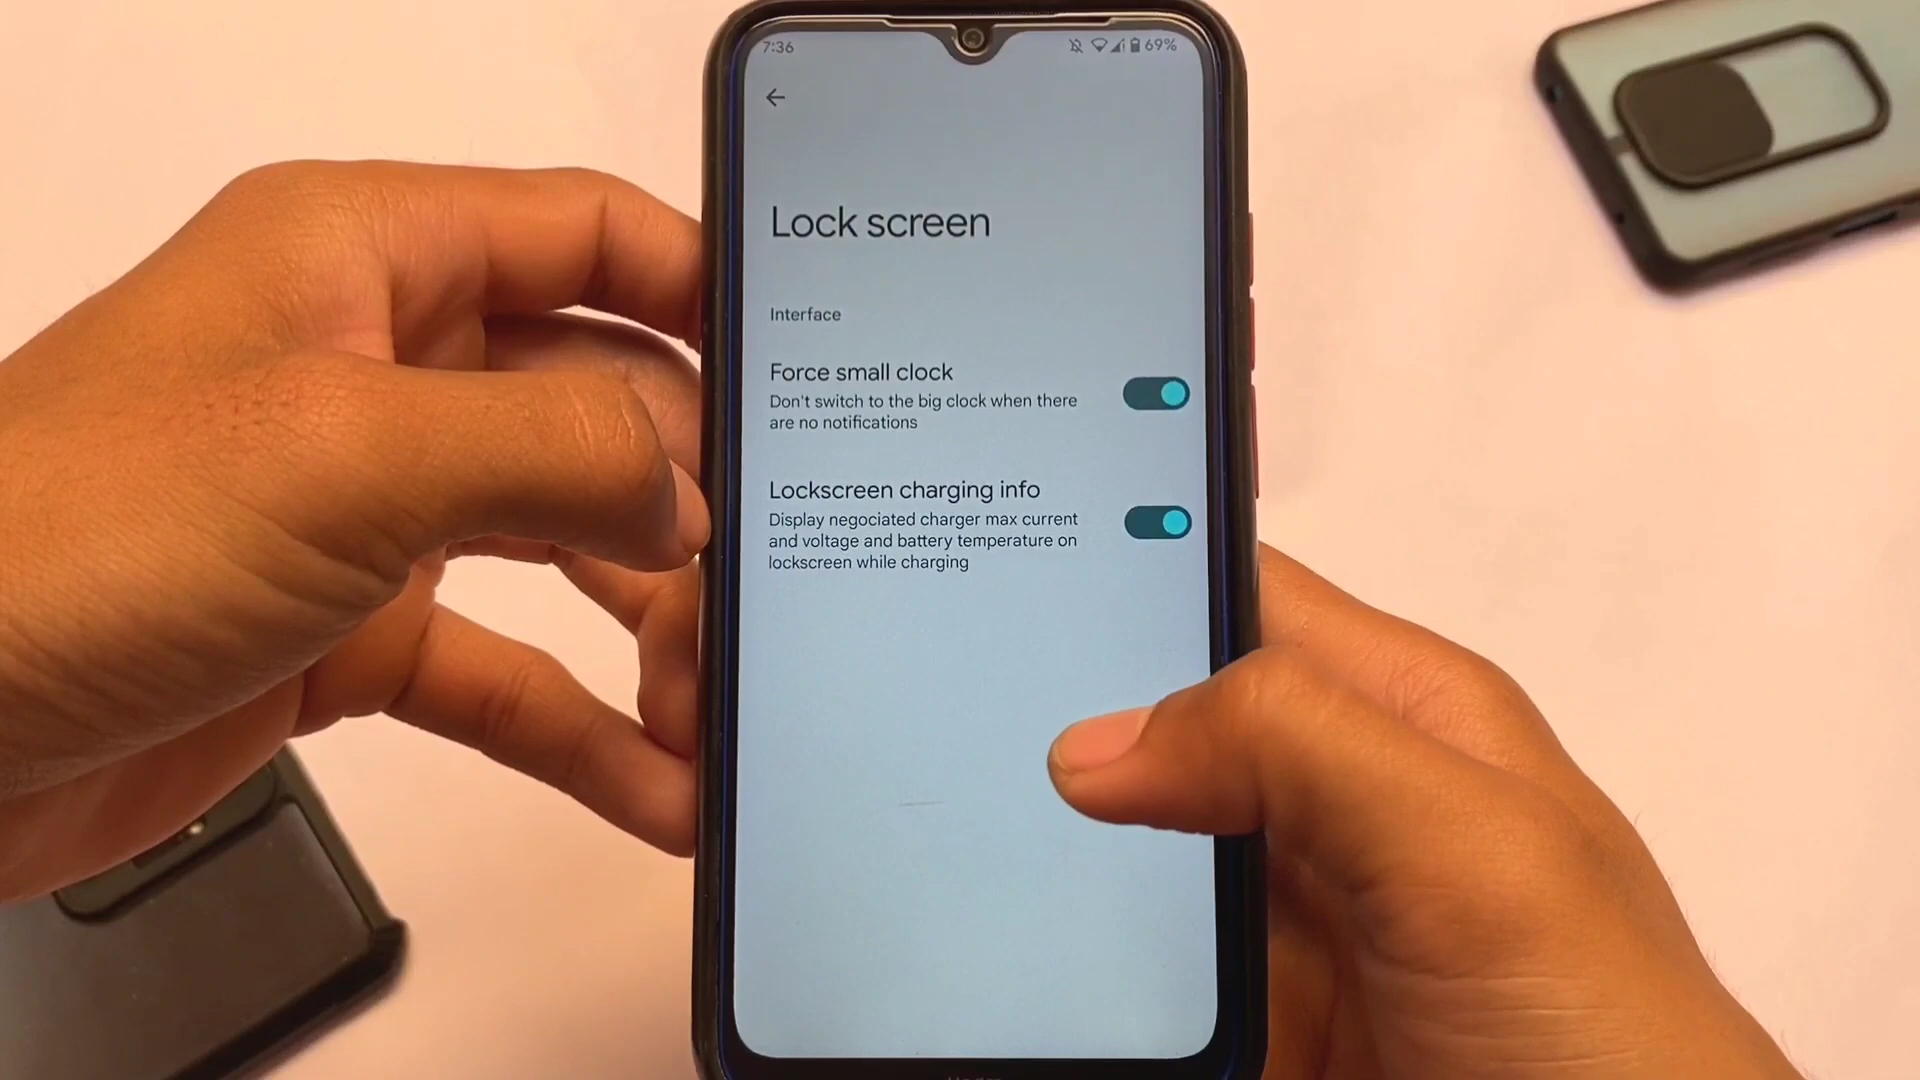 7:36
69%
Lock screen
Interface
Force small clock
Don't switch to the big clock when there
are no notifications
Lockscreen charging info
Display negociated charger max current
and voltage and battery temperature on
lockscreen while charging